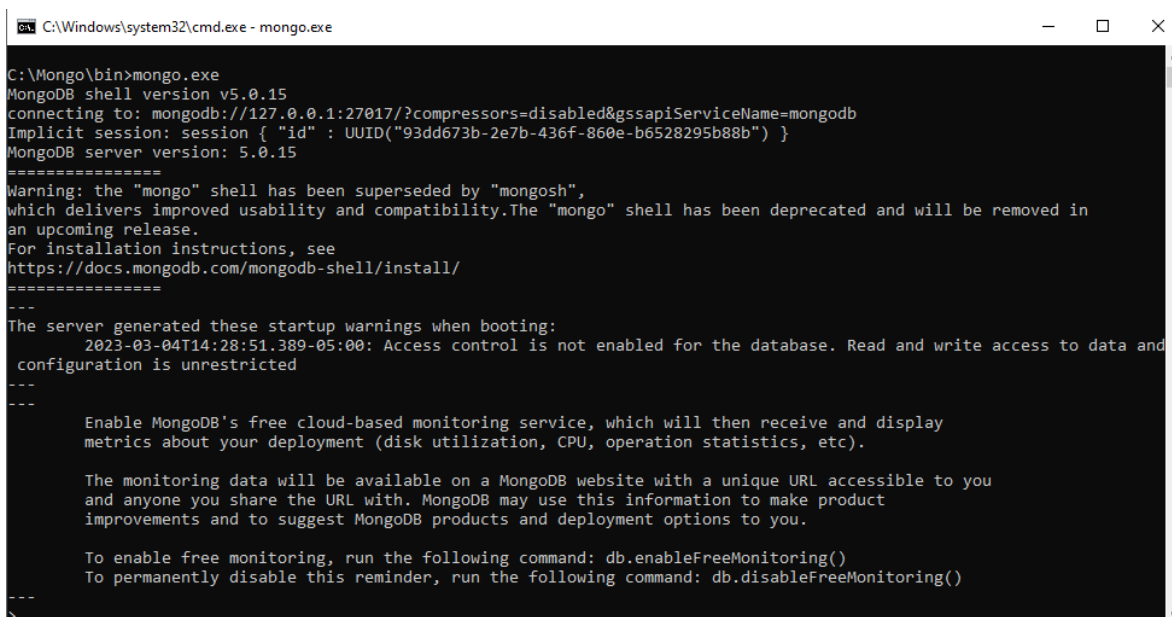 C:\Windows\system32\cmd.exe - mongo.exe
C:\Mongo\bin>mongo.exe
MongoDB shell version v5.0.15
connecting to: mongodb://127.0.0.1:27017/?compressors=disabled&gssapiServiceName=mongodb
Implicit session: session { "id" : UUID("93dd673b-2e7b-436f-860e-b6528295b88b") }
MongoDB server version: 5.0.15
================
Warning: the "mongo" shell has been superseded by "mongosh",
which delivers improved usability and compatibility.The "mongo" shell has been deprecated and will be removed in
an upcoming release.
For installation instructions, see
https://docs.mongodb.com/mongodb-shell/install/
================
---
The server generated these startup warnings when booting:
        2023-03-04T14:28:51.389-05:00: Access control is not enabled for the database. Read and write access to data and
 configuration is unrestricted
---
---
        Enable MongoDB's free cloud-based monitoring service, which will then receive and display
        metrics about your deployment (disk utilization, CPU, operation statistics, etc).

        The monitoring data will be available on a MongoDB website with a unique URL accessible to you
        and anyone you share the URL with. MongoDB may use this information to make product
        improvements and to suggest MongoDB products and deployment options to you.

        To enable free monitoring, run the following command: db.enableFreeMonitoring()
        To permanently disable this reminder, run the following command: db.disableFreeMonitoring()
---
>